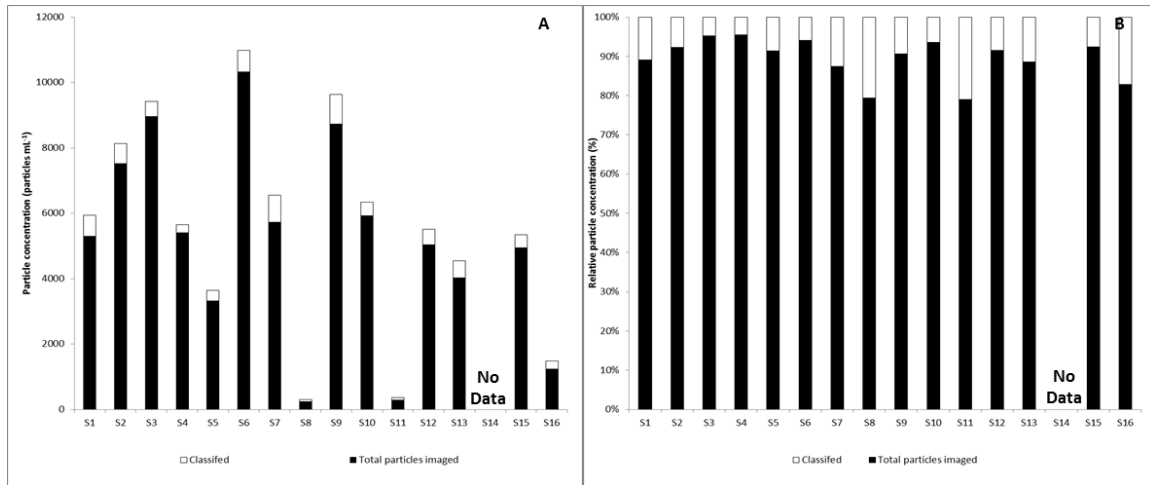 A
Particle concentration (particles mL⁻¹)
12000
10000
8000
6000
4000
2000
0
No
Data
S1 S2 S3 S4 S5 S6 S7 S8 S9 S10 S11 S12 S13 S14 S15 S16
Classifed Total particles imaged
B
Relative particle concentration (%)
100%
90%
80%
70%
60%
50%
40%
30%
20%
10%
0%
No
Data
S1 S2 S3 S4 S5 S6 S7 S8 S9 S10 S11 S12 S13 S14 S15 S16
Classifed Total particles imaged